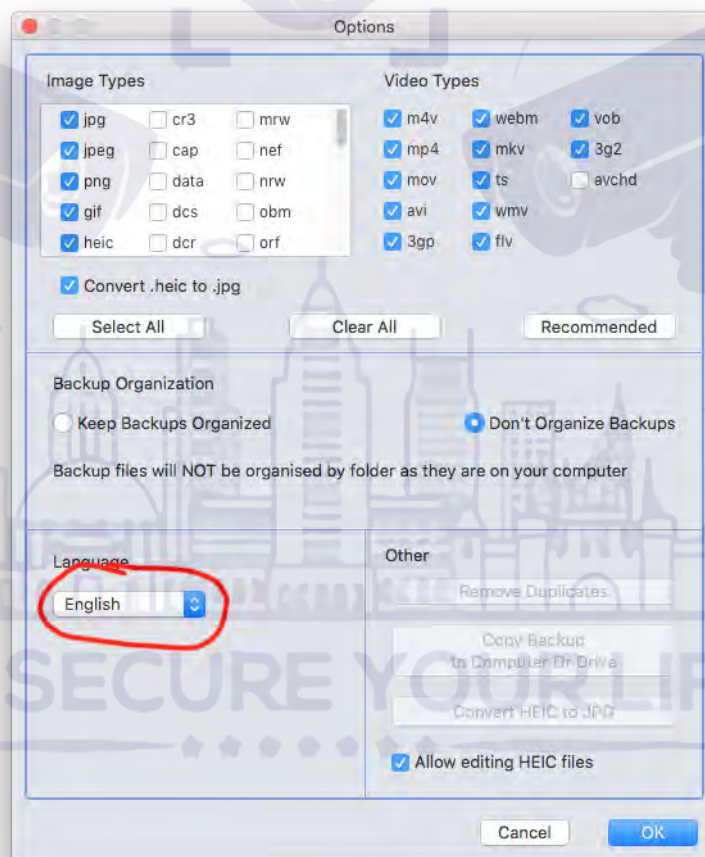 Options
Image Types
jpg
cr3
mrw
jpeg
cap
nef
png
data
nrw
gif
dcs
obm
heic
dcr
orf
Convert .heic to .jpg
Video Types
m4v
webm
vob
mp4
mkv
3g2
mov
ts
avchd
avi
wmv
3gp
flv
Select All
Clear All
Recommended
Backup Organization
Keep Backups Organized
Don't Organize Backups
Backup files will NOT be organised by folder as they are on your computer
Language
English
Other
Remove Duplicates
Copy Backup
to Computer Or Drive
Convert HEIC to JPG
Allow editing HEIC files
SECURE YOUR LIF
Cancel
OK